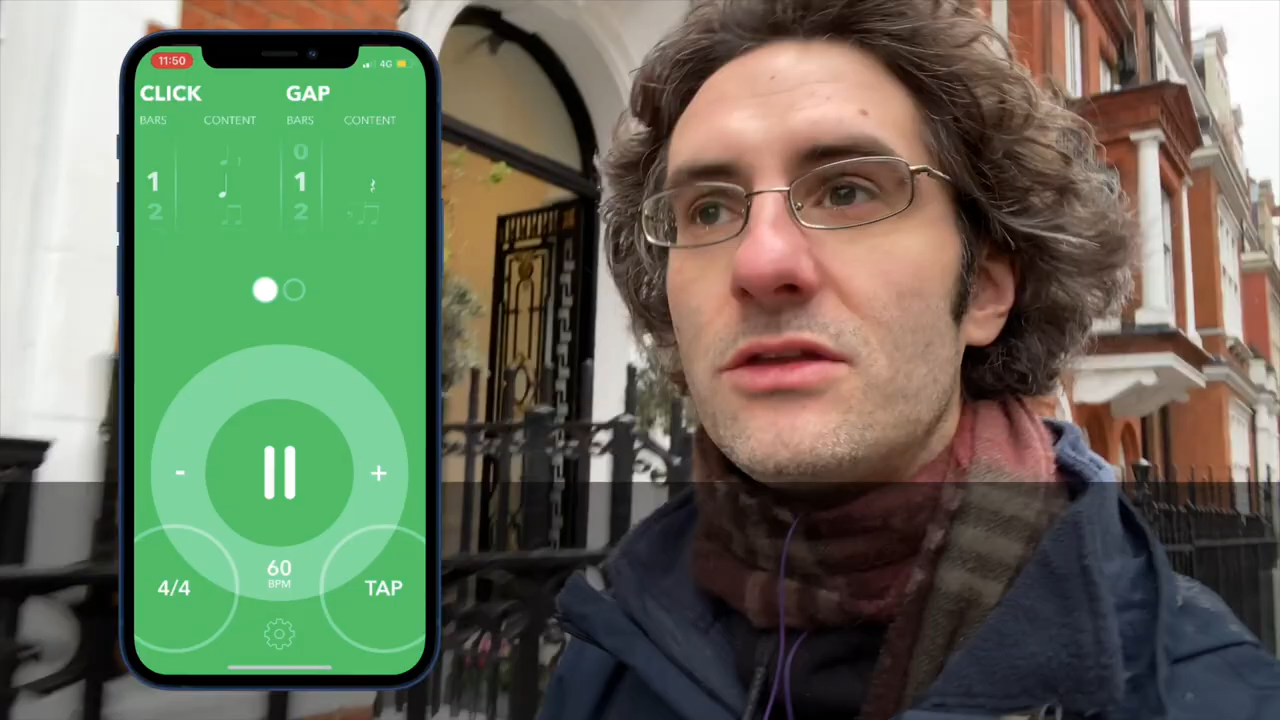 11:50 4G
CLICK GAP
BARS CONTENT BARS CONTENT
0
1 1
2 2
- +
60
BPM
4/4 TAP